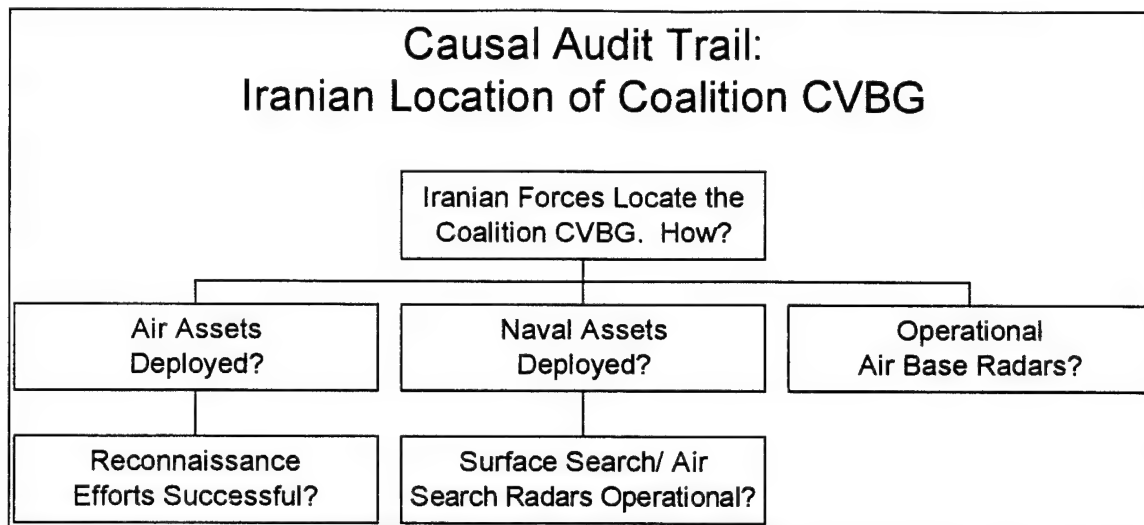 Causal Audit Trail:
Iranian Location of Coalition CVBG
Iranian Forces Locate the
Coalition CVBG. How?
Air Assets
Deployed?
Naval Assets
Deployed?
Operational
Air Base Radars?
Reconnaissance
Efforts Successful?
Surface Search/ Air
Search Radars Operational?